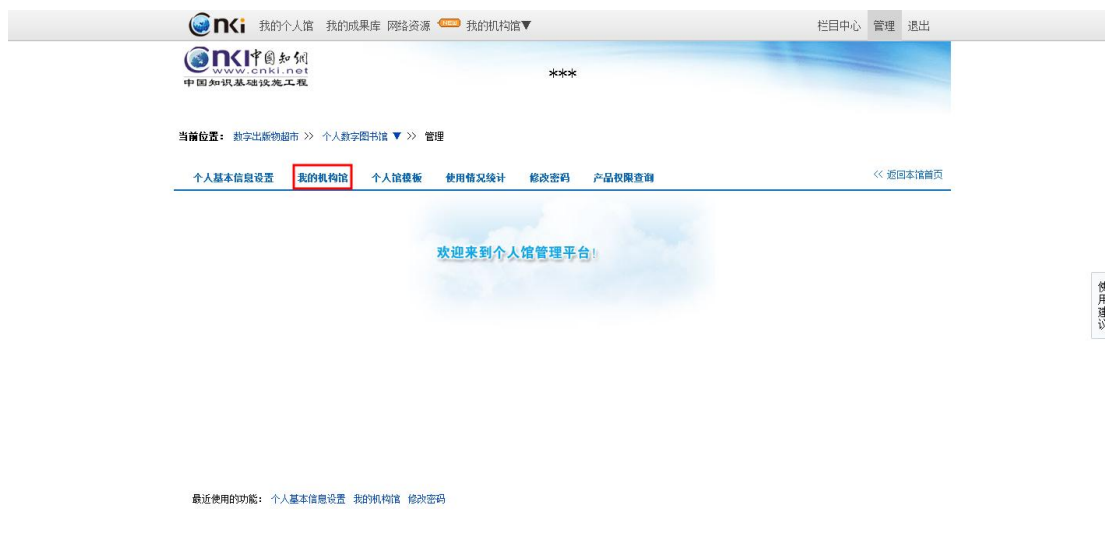 Cnki 我的个人馆 我的成果库 网络资源 NEW 我的机构馆▼ 栏目中心 管理 退出
CNKI中国知网
www.cnki.net
中国知识基础设施工程
***
当前位置： 数字出版物超市 >> 个人数字图书馆 ▼ >> 管理
个人基本信息设置 我的机构馆 个人馆模板 使用情况统计 修改密码 产品权限查询 << 返回本馆首页
欢迎来到个人馆管理平台!
使用建议
最近使用的功能： 个人基本信息设置 我的机构馆 修改密码